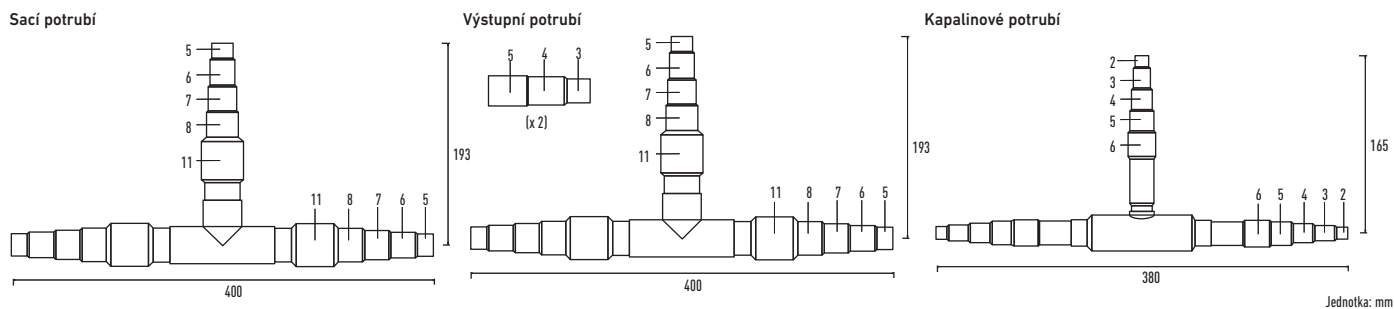 Sací potrubí
5
6
7
8
11
193
11 8 7 6 5
400
Výstupní potrubí
5 4 3
(x 2)
5
6
7
8
11
193
11 8 7 6 5
400
Kapalinové potrubí
2
3
4
5
6
165
6 5 4 3 2
380
Jednotka: mm